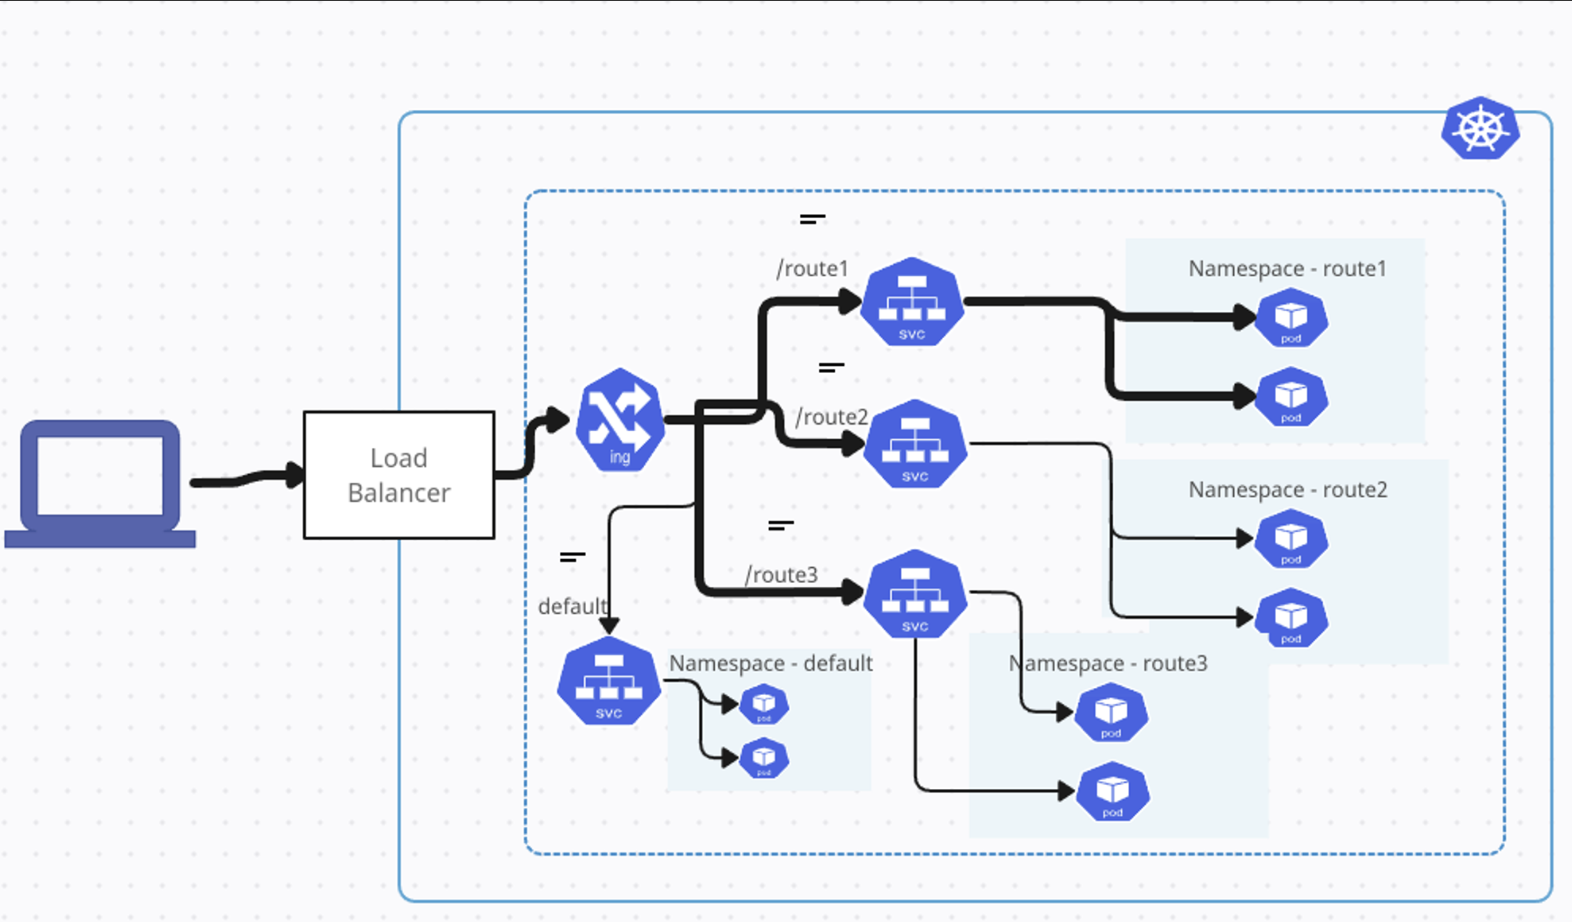 /route1
svc
Namespace - route1
pod
pod
/route2
svc
Namespace - route2
pod
pod
Load
Balancer
ing
/route3
svc
default
svc
Namespace - default
pod
pod
Namespace - route3
pod
pod